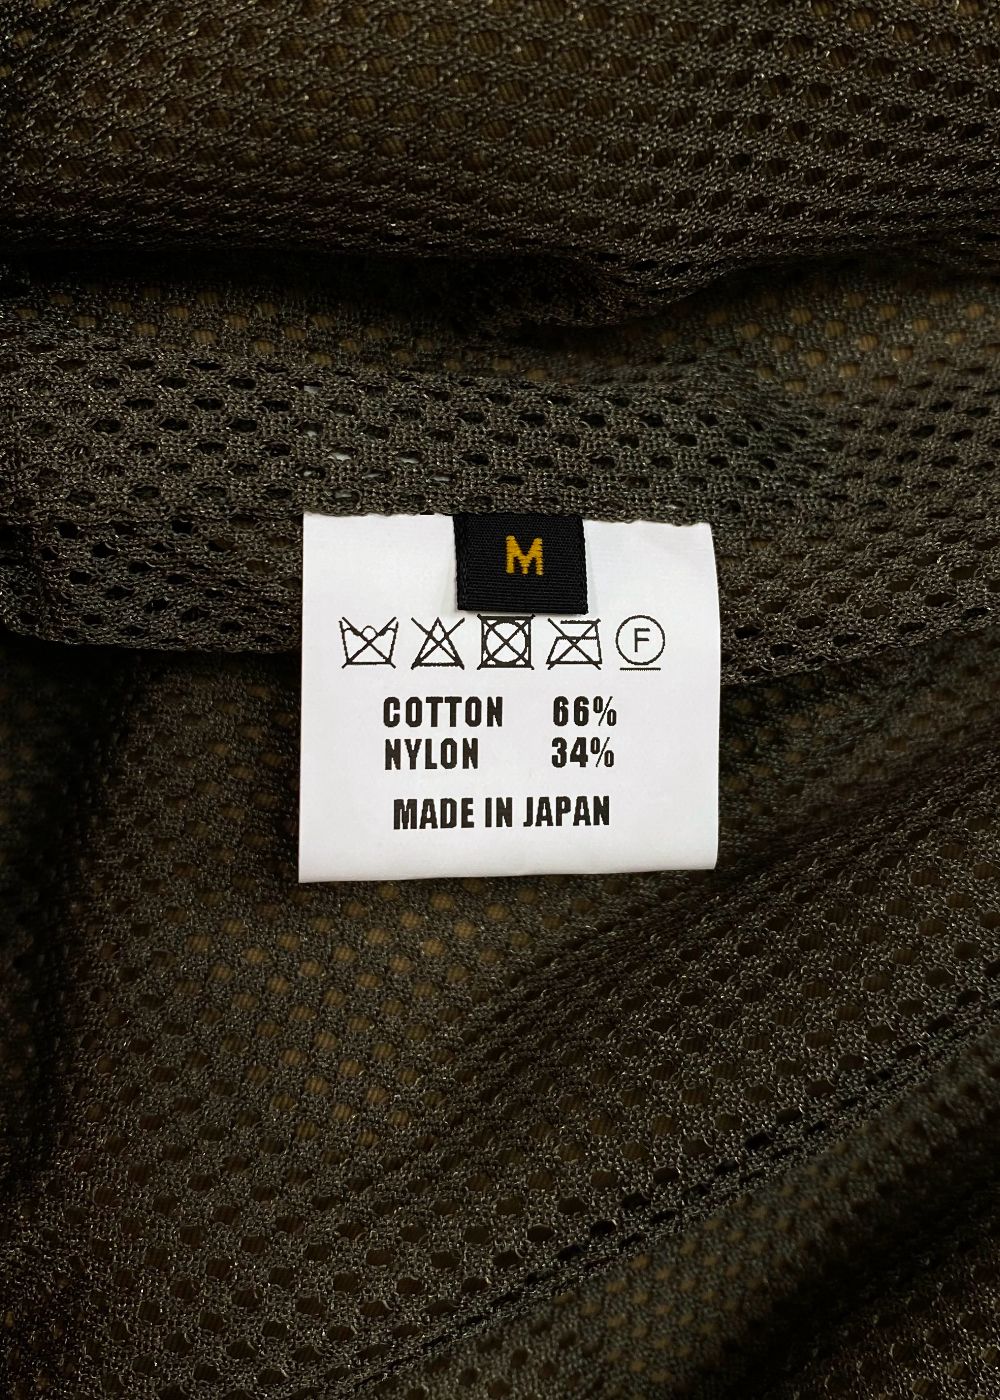 M
F
COTTON 66%
NYLON 34%
MADE IN JAPAN